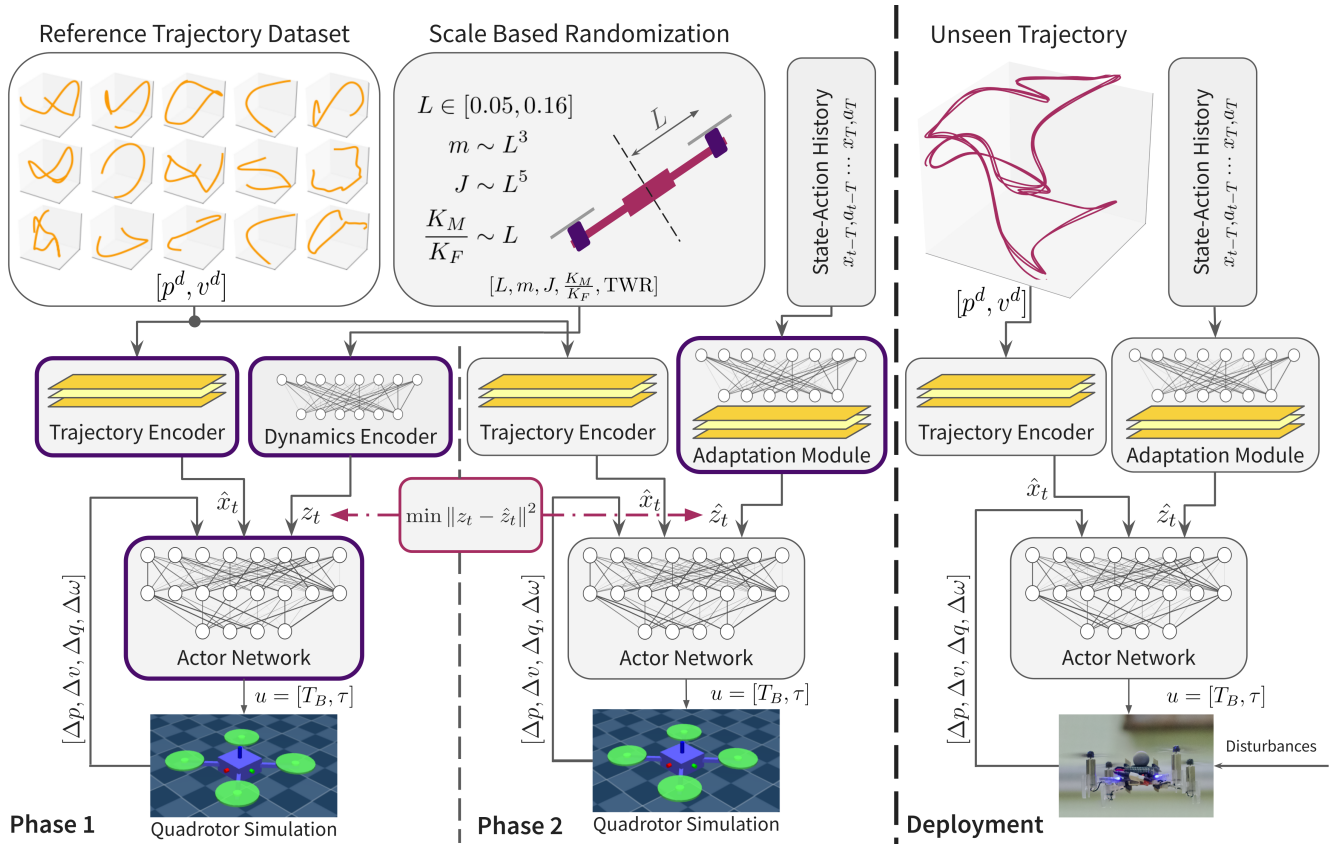 Reference Trajectory Dataset
[p^d, v^d]
Scale Based Randomization
L ∈ [0.05, 0.16]
m ∼ L^3
J ∼ L^5
K_M / K_F ∼ L
L
[L, m, J, K_M/K_F, TWR]
State-Action History
x_{t−T}, a_{t−T} ⋯ x_T, a_T
Trajectory Encoder
Dynamics Encoder
Trajectory Encoder
Adaptation Module
x̂_t
z_t
min ‖z_t − ẑ_t‖^2
x̂_t
ẑ_t
[Δp, Δv, Δq, Δω]
Actor Network
u = [T_B, τ]
Quadrotor Simulation
Phase 1
[Δp, Δv, Δq, Δω]
Actor Network
u = [T_B, τ]
Quadrotor Simulation
Phase 2
Unseen Trajectory
[p^d, v^d]
State-Action History
x_{t−T}, a_{t−T} ⋯ x_T, a_T
Trajectory Encoder
Adaptation Module
x̂_t
ẑ_t
[Δp, Δv, Δq, Δω]
Actor Network
u = [T_B, τ]
Disturbances
Deployment